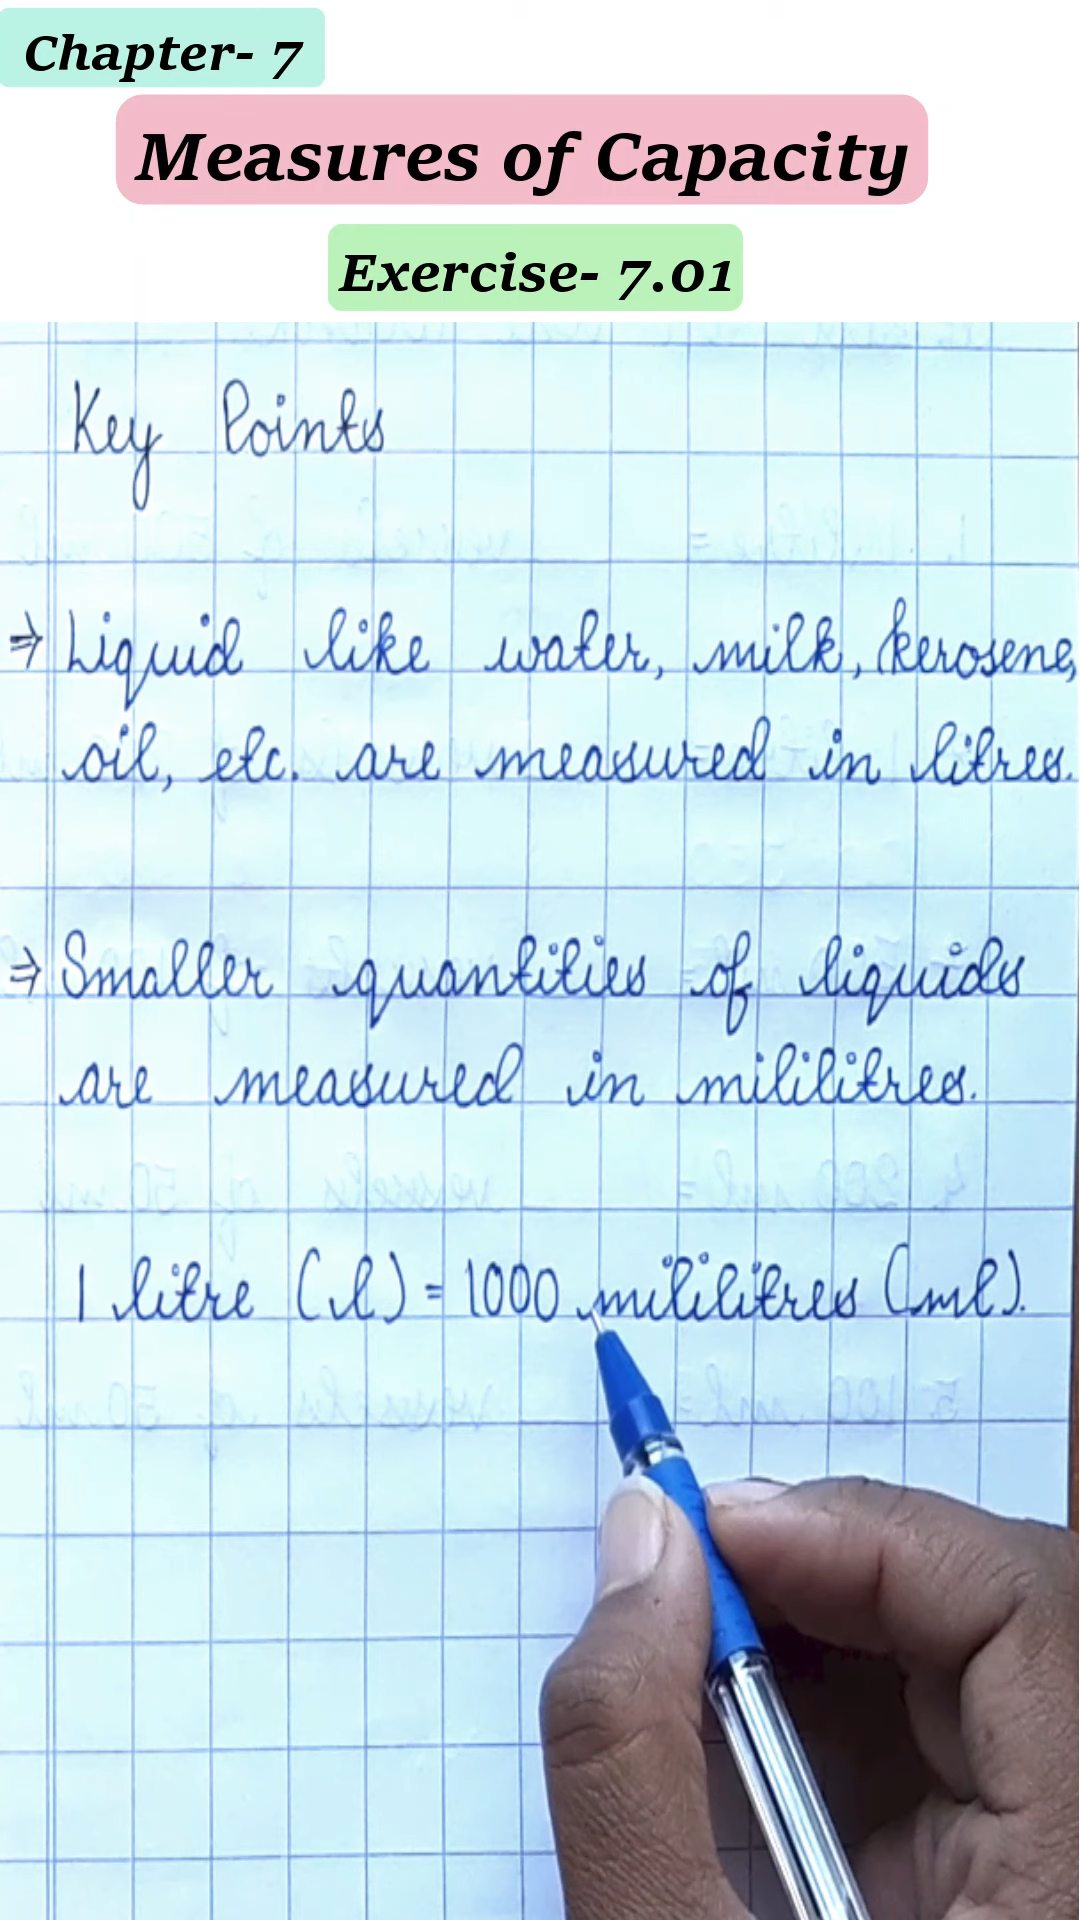 Chapter- 7
Measures of Capacity
Exercise- 7.01
Key Points
⇒ Liquid like water, milk, kerosene,
oil, etc. are measured in litres.
⇒ Smaller quantities of liquids
are measured in mililitres.
1 litre (l) = 1000 mililitres (ml).